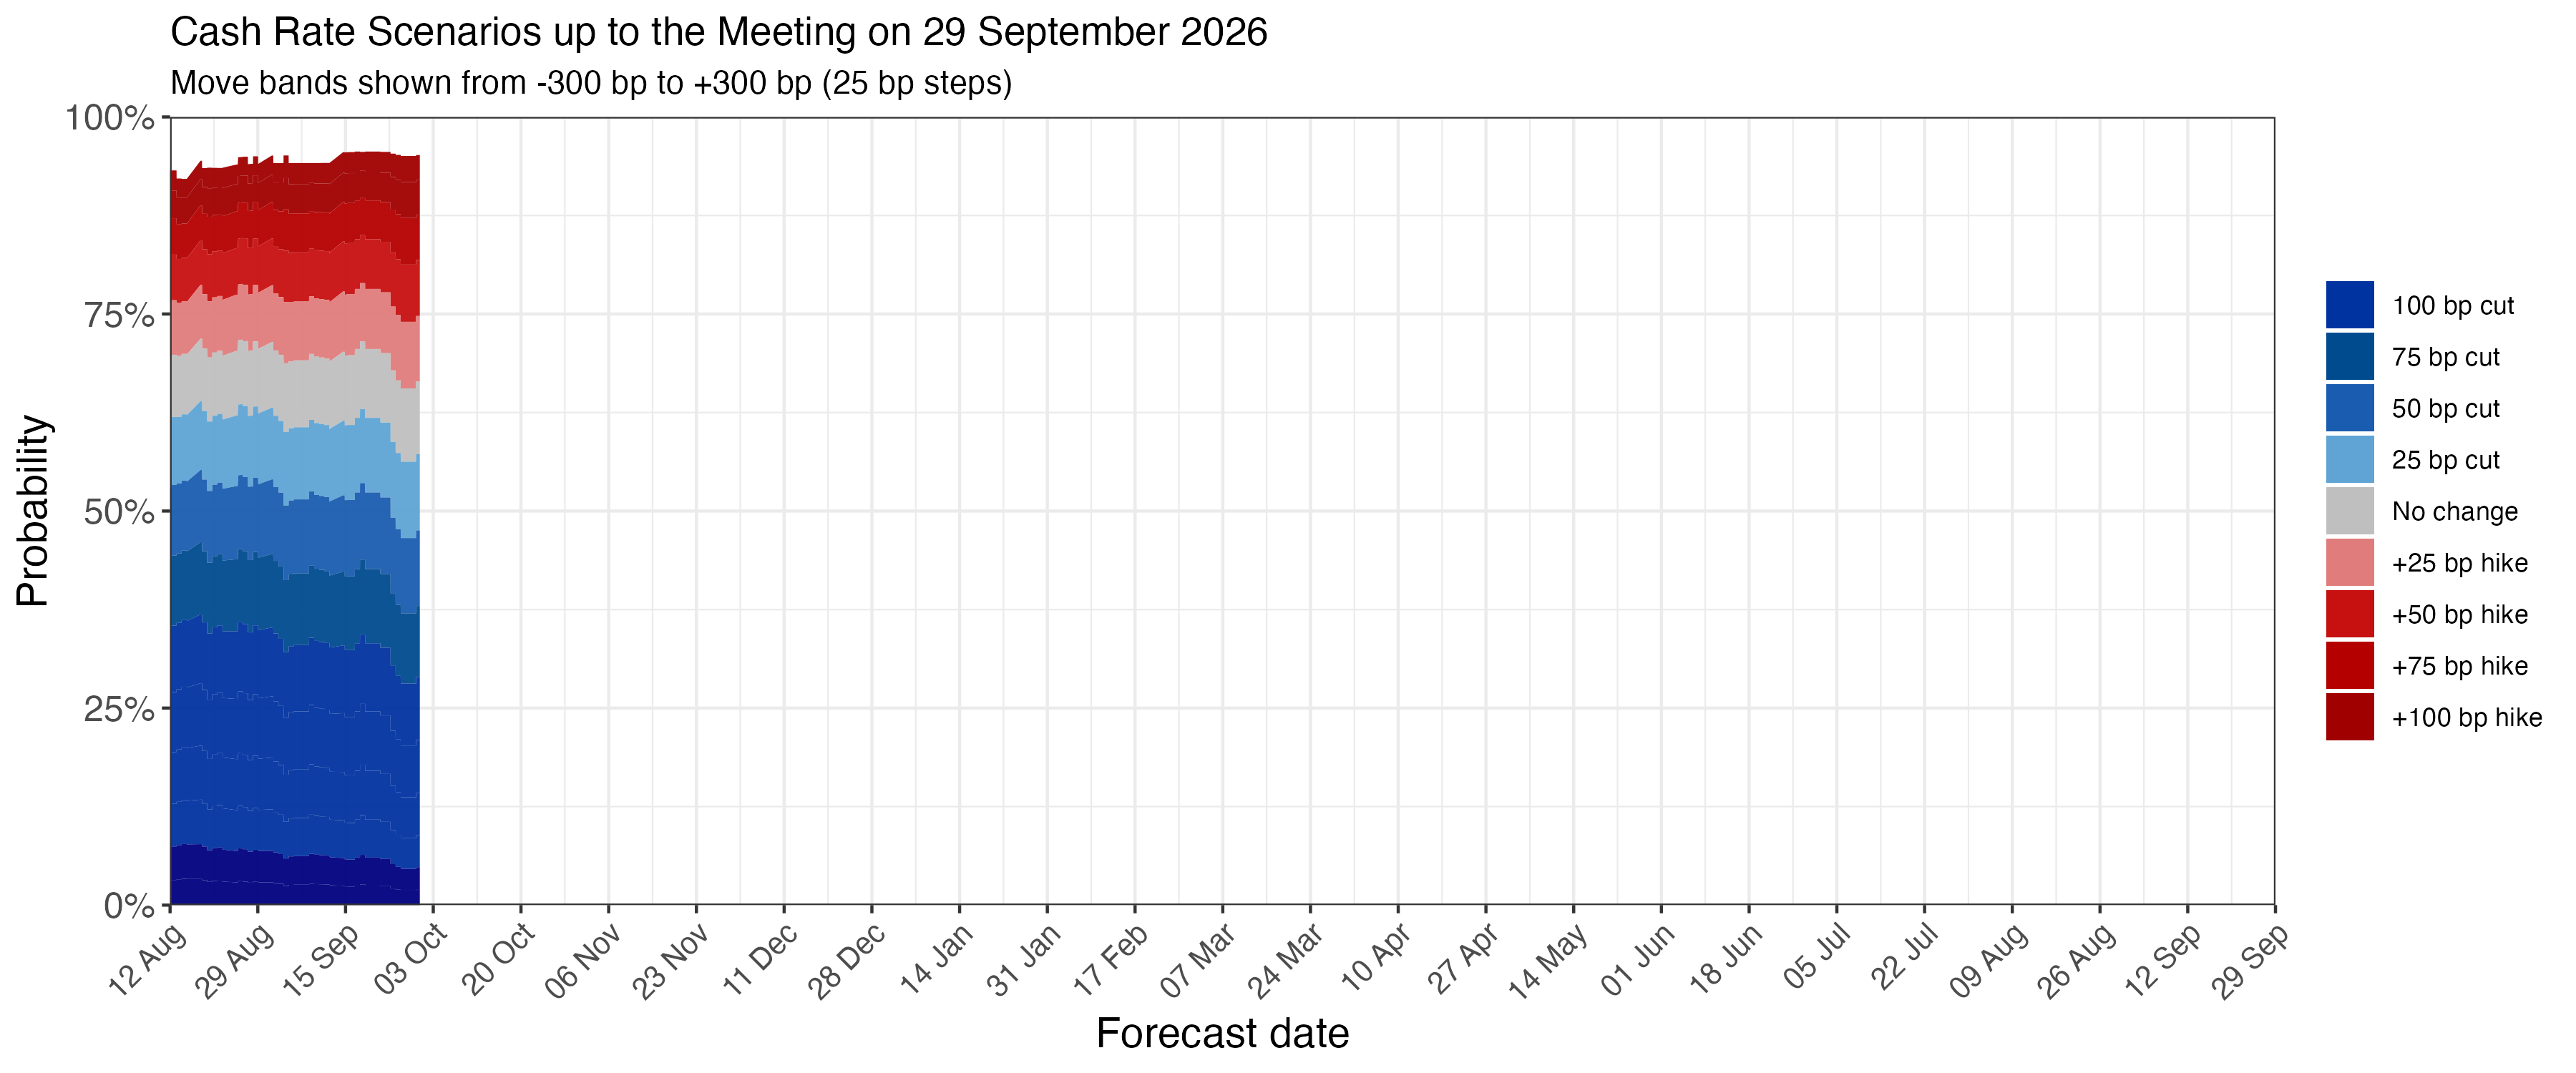 Cash Rate Scenarios up to the Meeting on 29 September 2026
Move bands shown from -300 bp to +300 bp (25 bp steps)
Probability
100%
75%
50%
25%
0%
12 Aug
29 Aug
15 Sep
03 Oct
20 Oct
06 Nov
23 Nov
11 Dec
28 Dec
14 Jan
31 Jan
17 Feb
07 Mar
24 Mar
10 Apr
27 Apr
14 May
01 Jun
18 Jun
05 Jul
22 Jul
09 Aug
26 Aug
12 Sep
29 Sep
Forecast date
100 bp cut
75 bp cut
50 bp cut
25 bp cut
No change
+25 bp hike
+50 bp hike
+75 bp hike
+100 bp hike